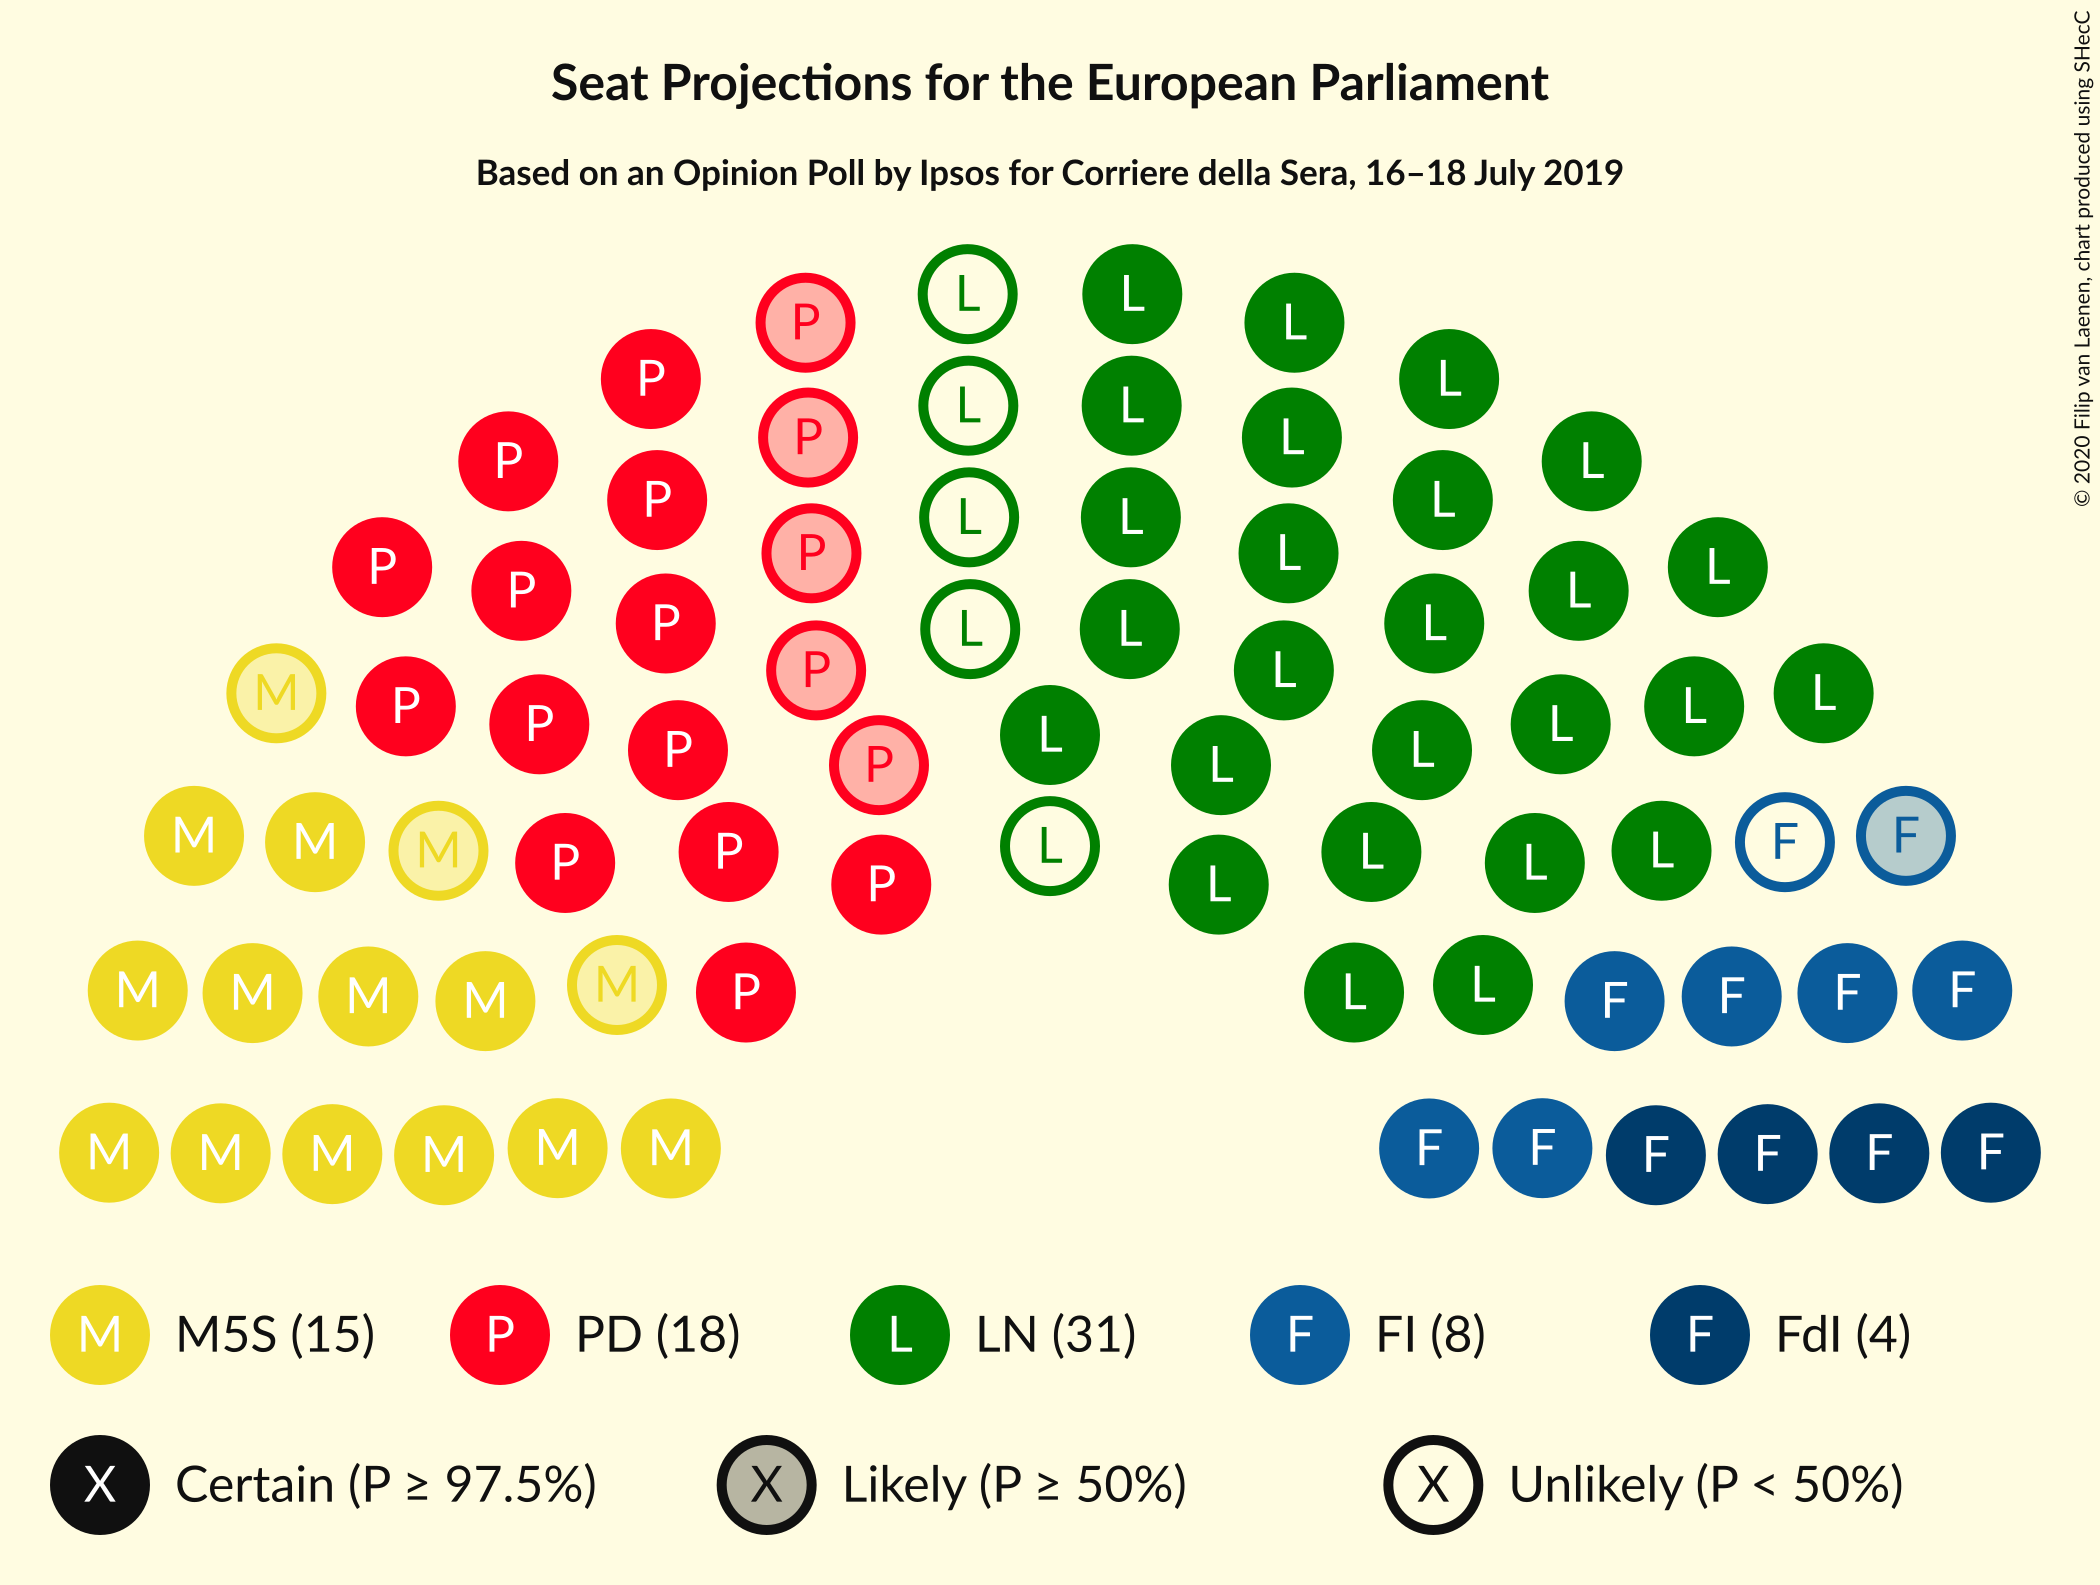 Seat Projections for the European Parliament
Based on an Opinion Poll by Ipsos for Corriere della Sera, 16–18 July 2019
© 2020 Filip van Laenen, chart produced using SHecC
L L
P L
P L
L L
P L
P L
P L
L L
P L
P L
P L
P L
P L
L L
P L
M P L L
P P L L
P L
L
P L
M M M P P L L L F F
L
P L
M M M M M P L L F F F F
M M M M M M F F F F F F
M M5S (15) P PD (18) L LN (31) F FI (8) F FdI (4)
X Certain (P ≥ 97.5%) X Likely (P ≥ 50%) X Unlikely (P < 50%)